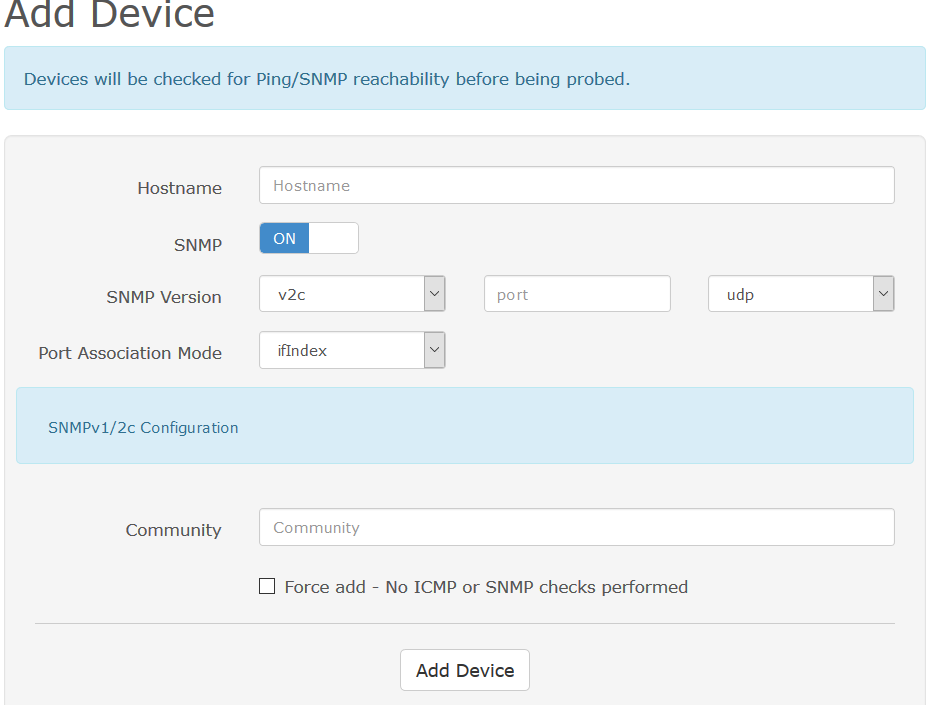 Add Device
Devices will be checked for Ping/SNMP reachability before being probed.
Hostname Hostname
SNMP ON
SNMP Version v2c port udp
Port Association Mode ifIndex
SNMPv1/2c Configuration
Community Community
Force add - No ICMP or SNMP checks performed
Add Device